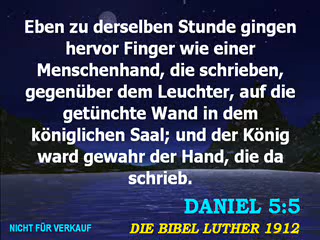 Eben zu derselben Stunde gingen
hervor Finger wie einer
Menschenhand, die schrieben,
gegenüber dem Leuchter, auf die
getünchte Wand in dem
königlichen Saal; und der König
ward gewahr der Hand, die da
schrieb.
DANIEL 5:5
NICHT FÜR VERKAUF
DIE BIBEL LUTHER 1912